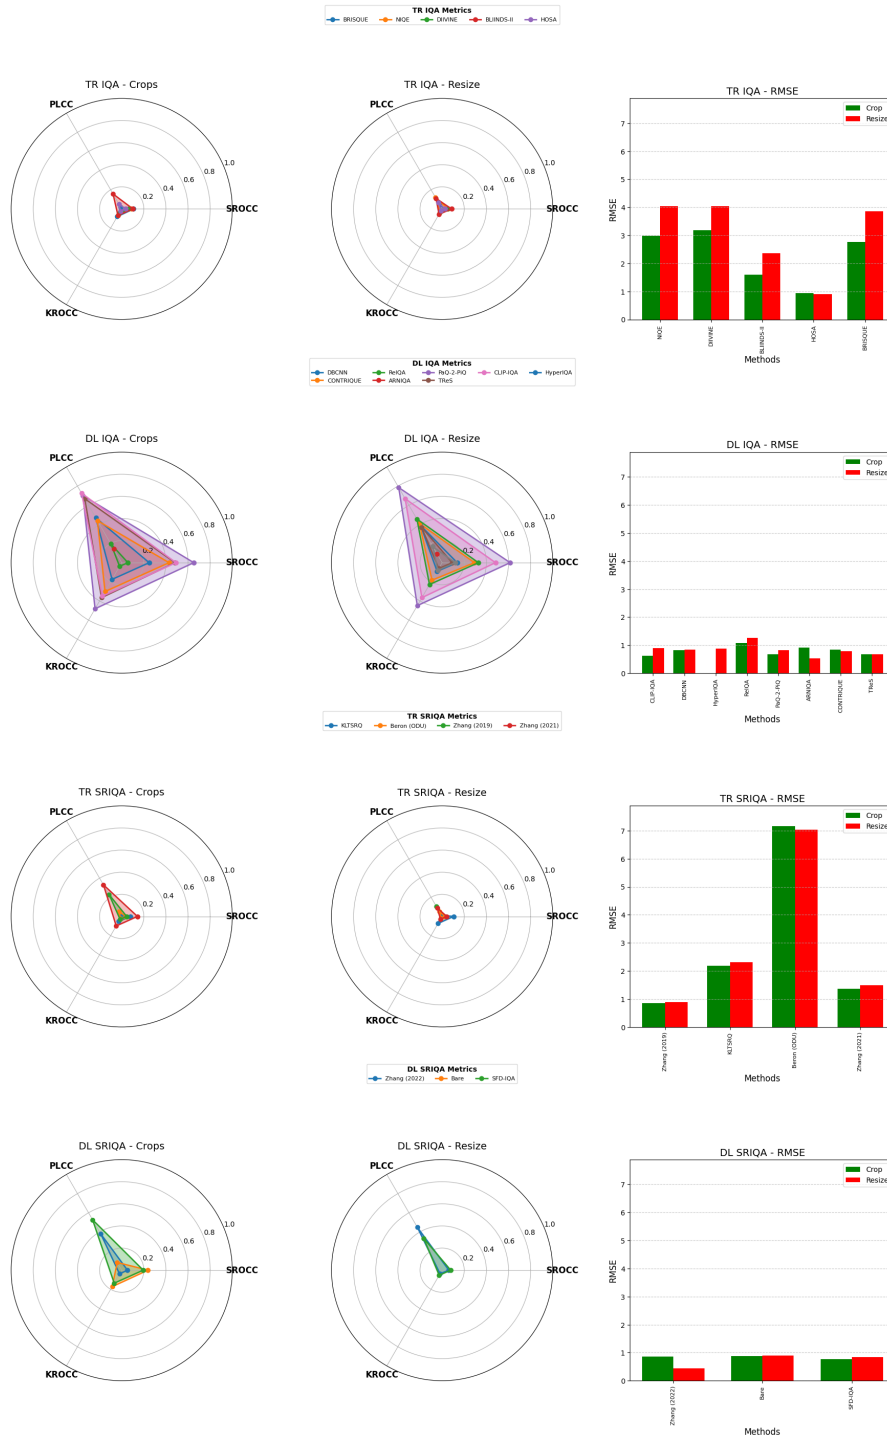 TR IQA Metrics
BRISQUE NIQE DIIVINE BLIINDS-II HOSA
TR IQA - Crops
PLCC
SROCC
KROCC
0.2 0.4 0.6 0.8 1.0
TR IQA - Resize
PLCC
SROCC
KROCC
0.2 0.4 0.6 0.8 1.0
TR IQA - RMSE
Crop
Resize
RMSE
7
6
5
4
3
2
1
0
NIQE DIIVINE BLIINDS-II HOSA BRISQUE
Methods
DL IQA Metrics
DBCNN ReIQA PaQ-2-PiQ CLIP-IQA HyperIQA
CONTRIQUE ARNIQA TReS
DL IQA - Crops
PLCC
SROCC
KROCC
0.2 0.4 0.6 0.8 1.0
DL IQA - Resize
PLCC
SROCC
KROCC
0.2 0.4 0.6 0.8 1.0
DL IQA - RMSE
Crop
Resize
RMSE
7
6
5
4
3
2
1
0
CLIP-IQA DBCNN HyperIQA ReIQA PaQ-2-PiQ ARNIQA CONTRIQUE TReS
Methods
TR SRIQA Metrics
KLTSRQ Beron (ODU) Zhang (2019) Zhang (2021)
TR SRIQA - Crops
PLCC
SROCC
KROCC
0.2 0.4 0.6 0.8 1.0
TR SRIQA - Resize
PLCC
SROCC
KROCC
0.2 0.4 0.6 0.8 1.0
TR SRIQA - RMSE
Crop
Resize
RMSE
7
6
5
4
3
2
1
0
Zhang (2019) KLTSRQ Beron (ODU) Zhang (2021)
Methods
DL SRIQA Metrics
Zhang (2022) Bare SFD-IQA
DL SRIQA - Crops
PLCC
SROCC
KROCC
0.2 0.4 0.6 0.8 1.0
DL SRIQA - Resize
PLCC
SROCC
KROCC
0.2 0.4 0.6 0.8 1.0
DL SRIQA - RMSE
Crop
Resize
RMSE
7
6
5
4
3
2
1
0
Zhang (2022) Bare SFD-IQA
Methods